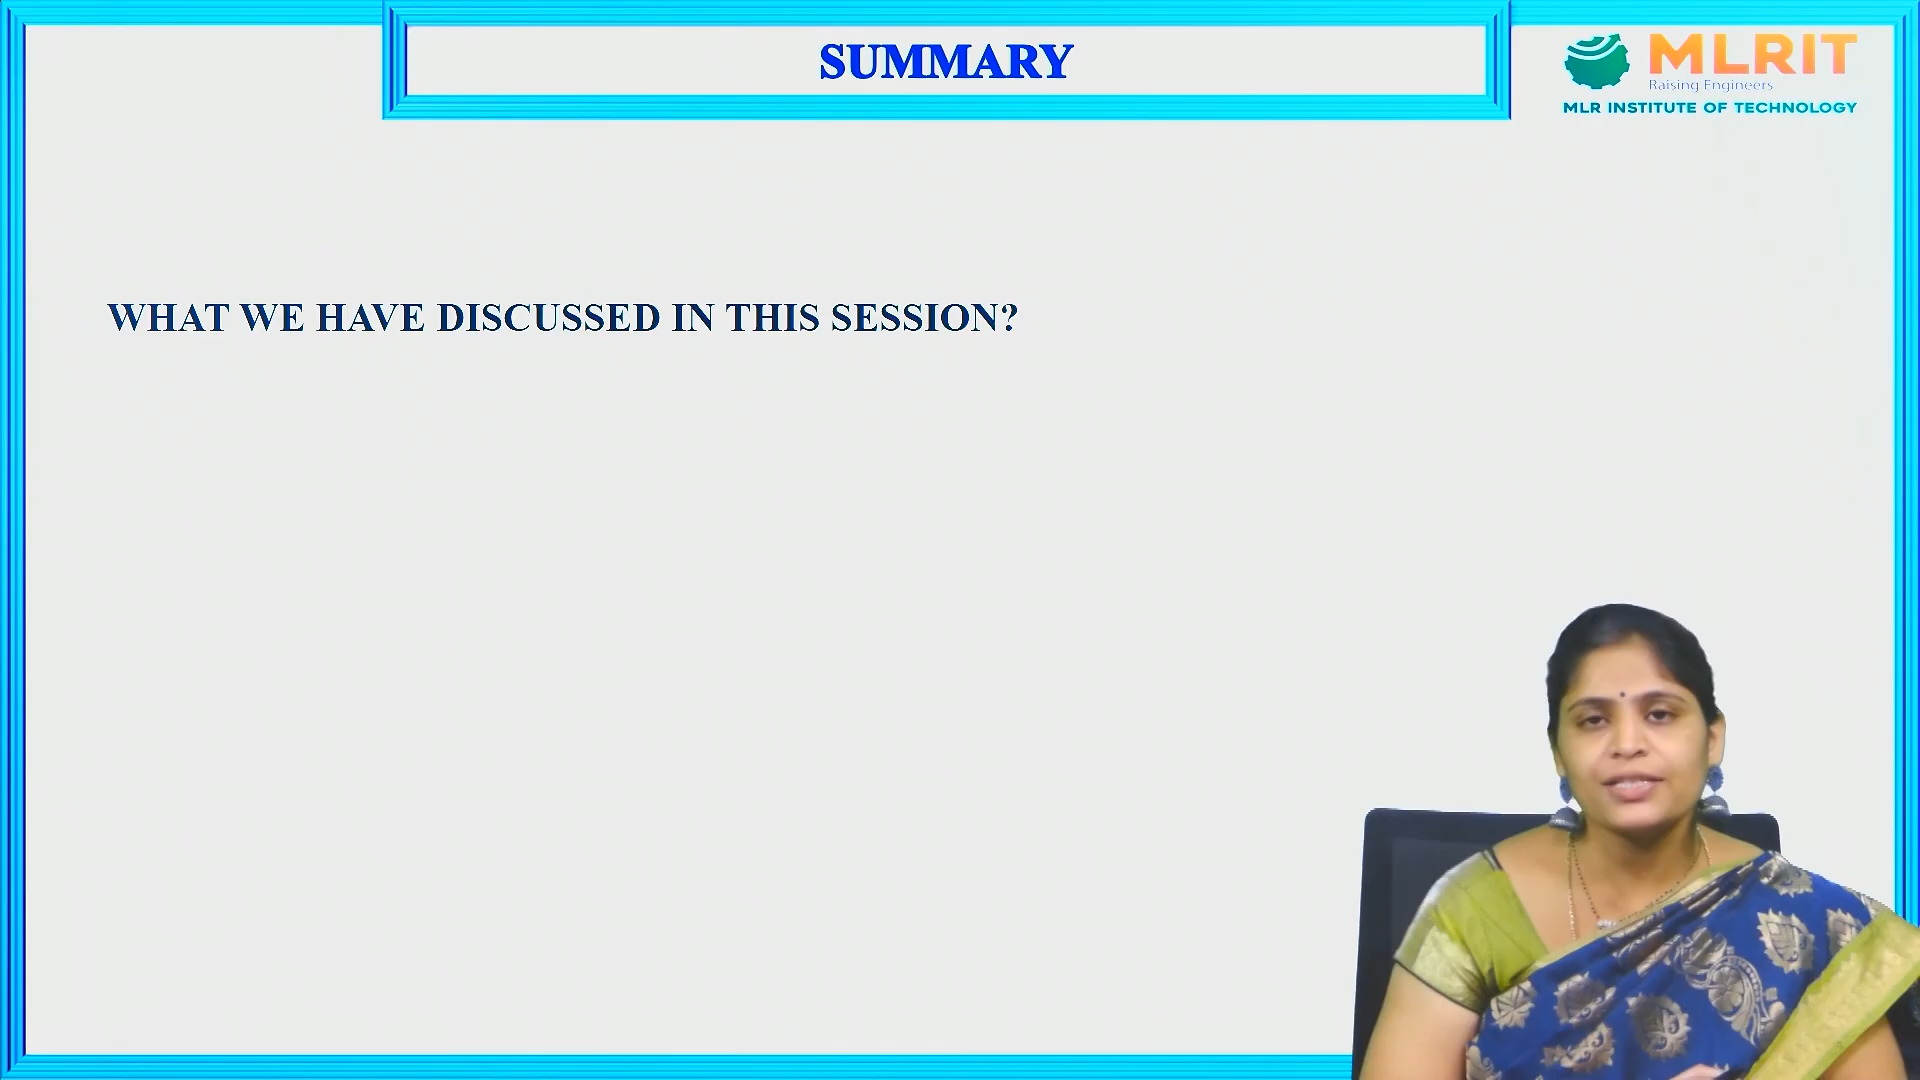 SUMMARY
MLRIT
Raising Engineers
MLR INSTITUTE OF TECHNOLOGY
WHAT WE HAVE DISCUSSED IN THIS SESSION?